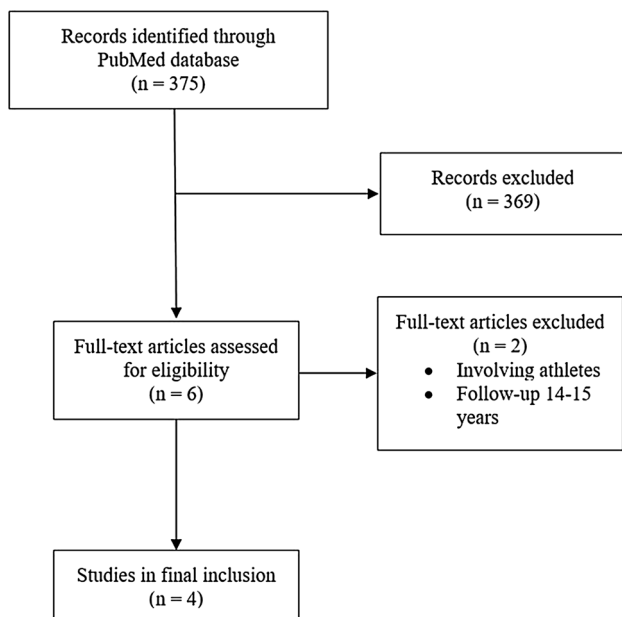 Records identified through
PubMed database
(n = 375)
Records excluded
(n = 369)
Full-text articles assessed
for eligibility
(n = 6)
Full-text articles excluded
(n = 2)
• Involving athletes
• Follow-up 14-15
years
Studies in final inclusion
(n = 4)